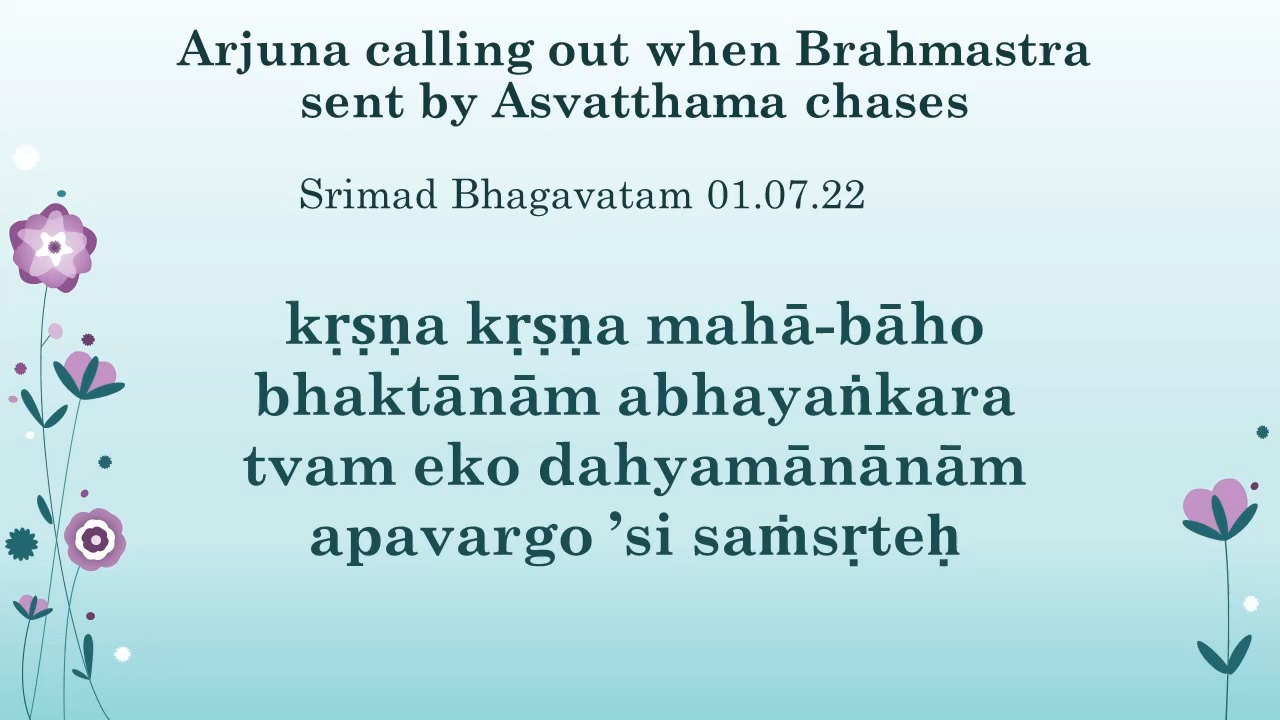 Arjuna calling out when Brahmastra
sent by Asvatthama chases
Srimad Bhagavatam 01.07.22
kṛṣṇa kṛṣṇa mahā-bāho
bhaktānām abhayaṅkara
tvam eko dahyamānānām
apavargo ’si saṁsṛteḥ